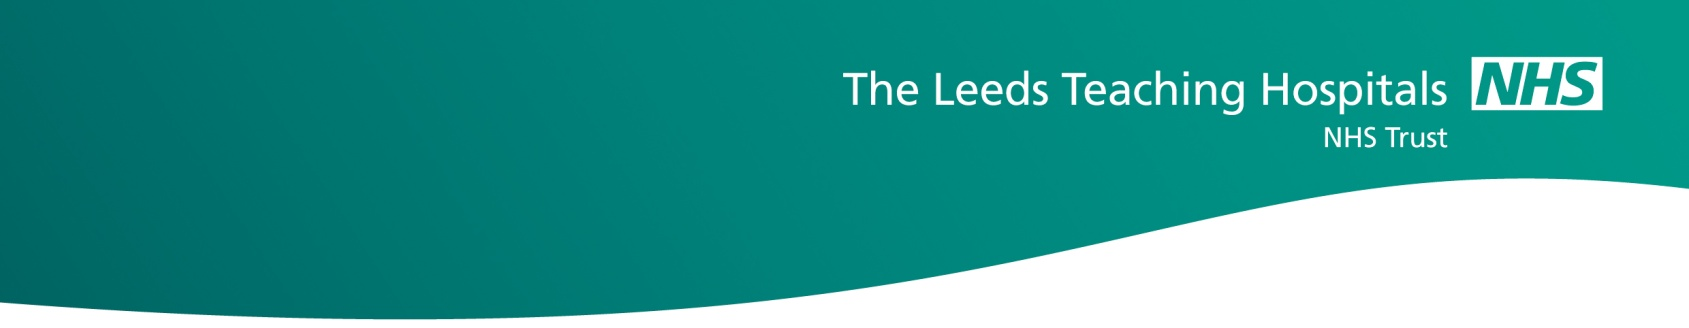 The Leeds Teaching Hospitals NHS
NHS Trust